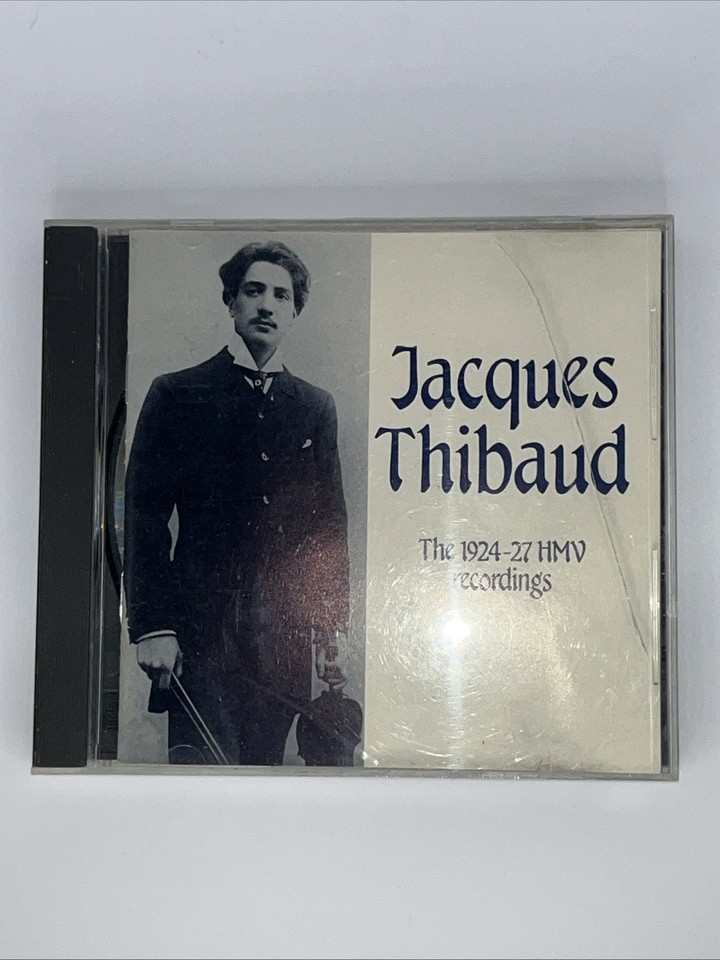 Jacques
Thibaud
The 1924-27 HMV
recordings